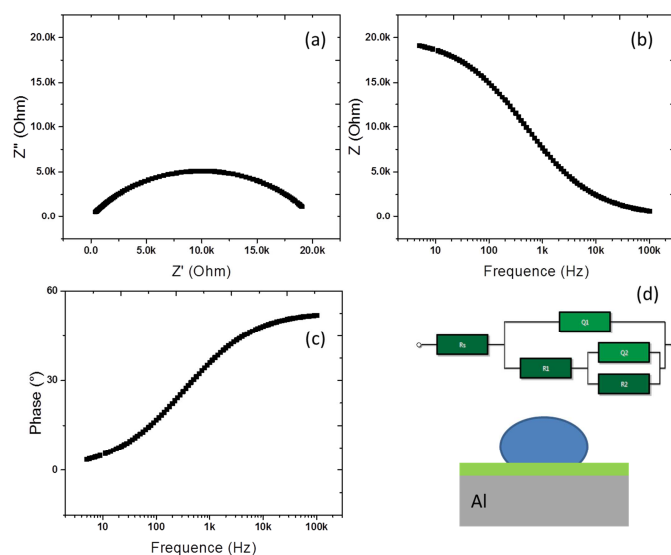 (a)
20.0k
15.0k
10.0k
5.0k
0.0
Z" (Ohm)
0.0 5.0k 10.0k 15.0k 20.0k
Z' (Ohm)
(b)
20.0k
15.0k
10.0k
5.0k
0.0
Z (Ohm)
10 100 1k 10k 100k
Frequence (Hz)
(c)
60
30
0
Phase (°)
10 100 1k 10k 100k
Frequence (Hz)
(d)
Q1
Rs
Q2
R1
R2
Al